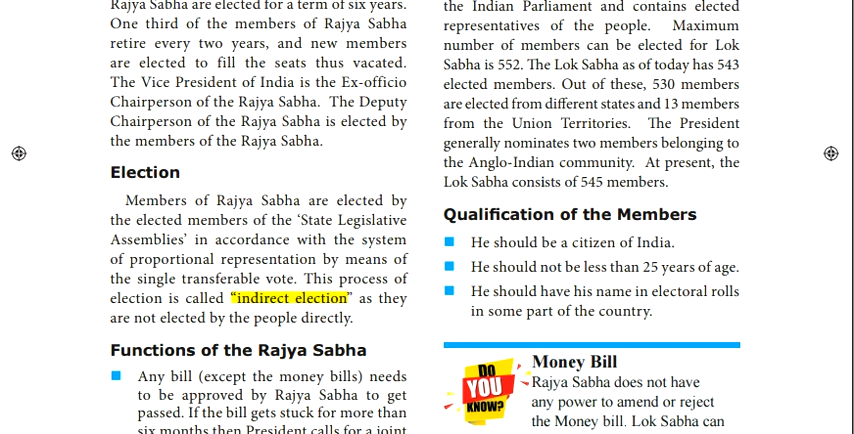 Rajya Sabha are elected for a term of six years.
One third of the members of Rajya Sabha
retire every two years, and new members
are elected to fill the seats thus vacated.
The Vice President of India is the Ex-officio
Chairperson of the Rajya Sabha. The Deputy
Chairperson of the Rajya Sabha is elected by
the members of the Rajya Sabha.
Election
Members of Rajya Sabha are elected by
the elected members of the ‘State Legislative
Assemblies’ in accordance with the system
of proportional representation by means of
the single transferable vote. This process of
election is called “indirect election” as they
are not elected by the people directly.
Functions of the Rajya Sabha
Any bill (except the money bills) needs
to be approved by Rajya Sabha to get
passed. If the bill gets stuck for more than
six months then President calls for a joint
the Indian Parliament and contains elected
representatives of the people. Maximum
number of members can be elected for Lok
Sabha is 552. The Lok Sabha as of today has 543
elected members. Out of these, 530 members
are elected from different states and 13 members
from the Union Territories. The President
generally nominates two members belonging to
the Anglo-Indian community. At present, the
Lok Sabha consists of 545 members.
Qualification of the Members
He should be a citizen of India.
He should not be less than 25 years of age.
He should have his name in electoral rolls
in some part of the country.
DO
YOU
KNOW?
Money Bill
Rajya Sabha does not have
any power to amend or reject
the Money bill. Lok Sabha can